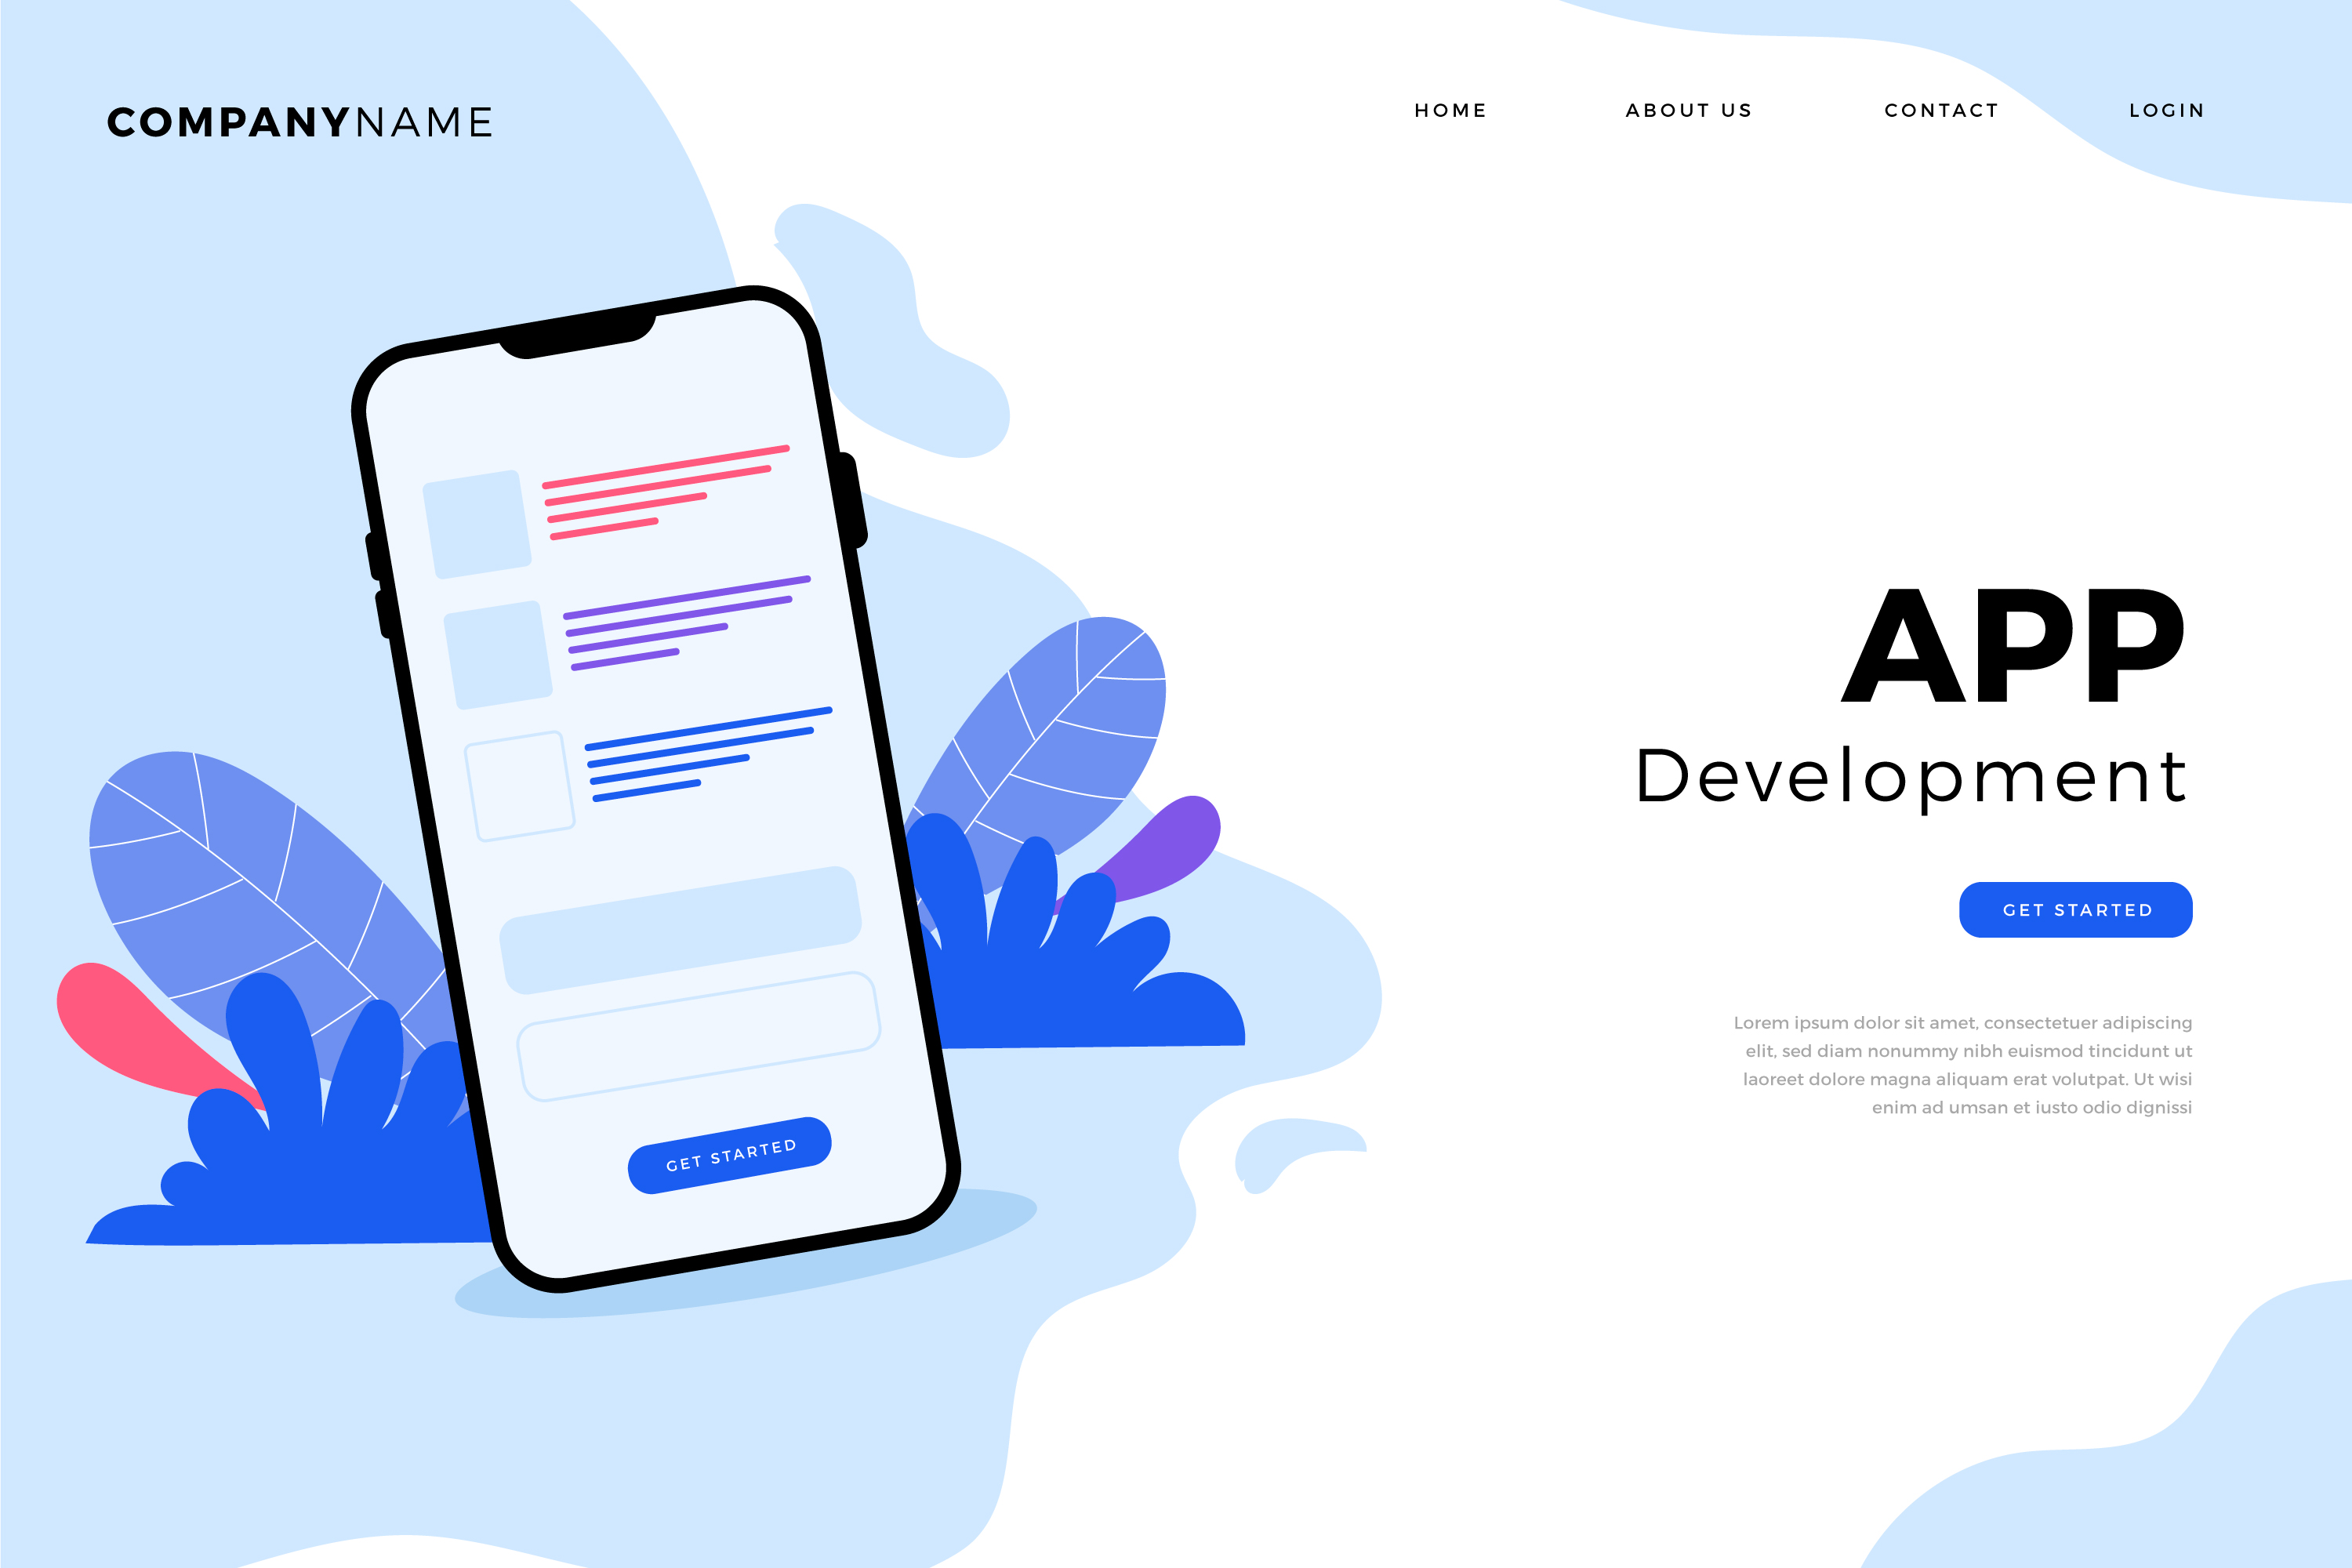 COMPANYNAME
HOME ABOUT US CONTACT LOGIN
APP
Development
GET STARTED
Lorem ipsum dolor sit amet, consectetuer adipiscing
elit, sed diam nonummy nibh euismod tincidunt ut
laoreet dolore magna aliquam erat volutpat. Ut wisi
enim ad umsan et iusto odio dignissi
GET STARTED